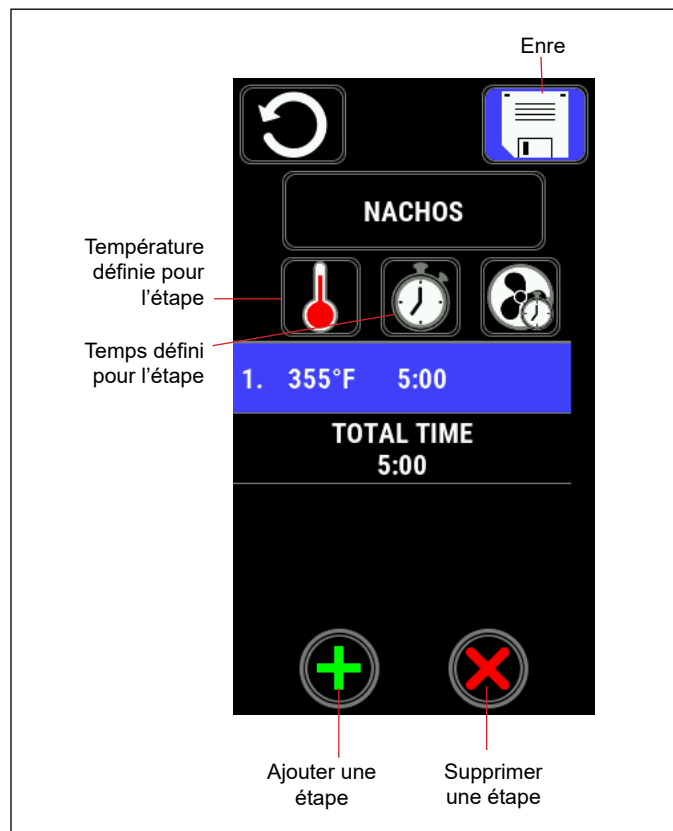 Enre
NACHOS
Température
définie pour
l’étape
Temps défini
pour l’étape
1. 355°F 5:00
TOTAL TIME
5:00
Ajouter une
étape
Supprimer
une étape